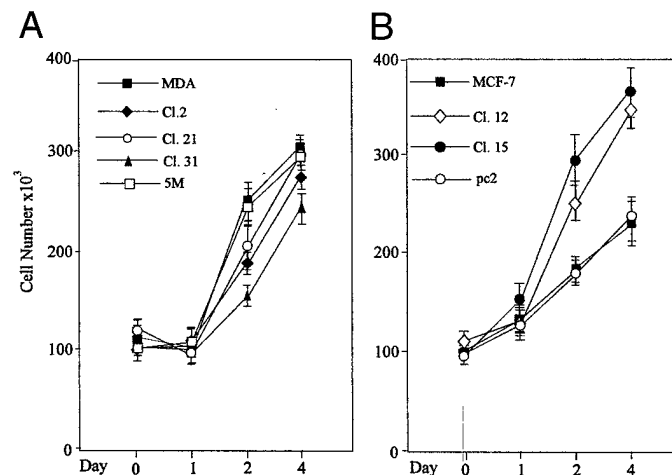 A
B
400
300
200
100
0
Cell Number x10³
MDA
Cl.2
Cl. 21
Cl. 31
5M
Day 0 1 2 4
400
300
200
100
0
MCF-7
Cl. 12
Cl. 15
pc2
Day 0 1 2 4